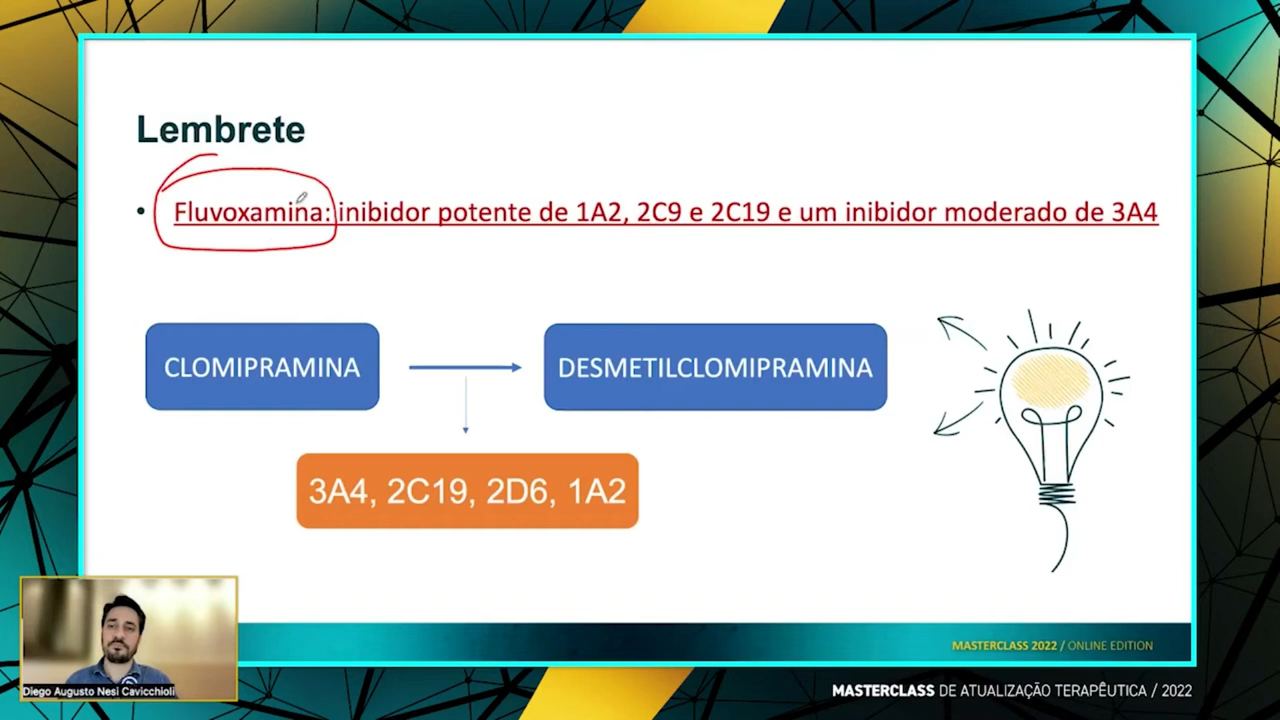 Lembrete
• Fluvoxamina: inibidor potente de 1A2, 2C9 e 2C19 e um inibidor moderado de 3A4
CLOMIPRAMINA
DESMETILCLOMIPRAMINA
3A4, 2C19, 2D6, 1A2
MASTERCLASS 2022 / ONLINE EDITION
Diego Augusto Nesi Cavicchioli
MASTERCLASS DE ATUALIZAÇÃO TERAPÊUTICA / 2022